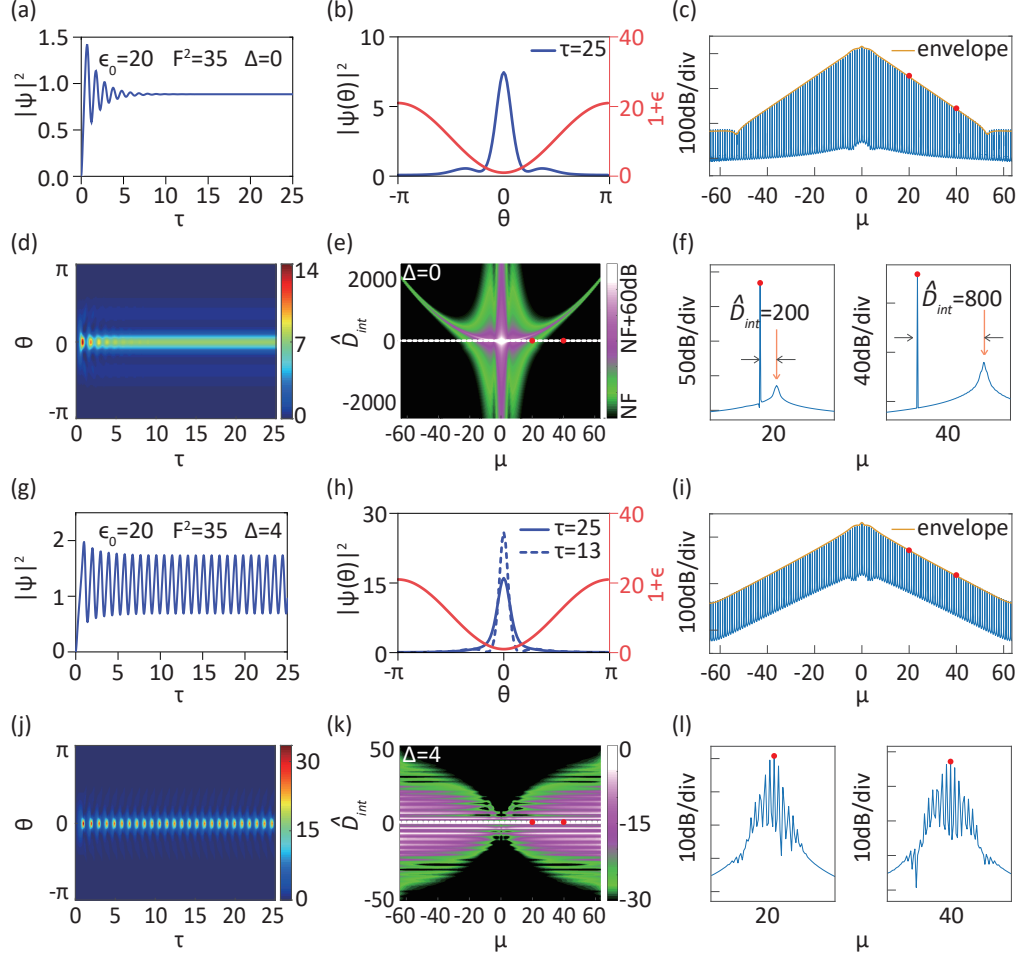 (a)
|ψ|²
1.5
1.0
0.5
0.0
ϵ₀=20 F²=35 Δ=0
0 5 10 15 20 25
τ
(b)
|ψ(θ)|²
10
5
0
τ=25
40
20
0
1+ϵ
-π 0 π
θ
(c)
100dB/div
envelope
-60 -40 -20 0 20 40 60
μ
(d)
θ
π
0
-π
14
7
0
0 5 10 15 20 25
τ
(e)
D̂int
2500
0
-2500
Δ=0
NF NF+60dB
-60 -40 -20 0 20 40 60
μ
(f)
50dB/div
D̂int=200
20
40dB/div
D̂int=800
40
μ
(g)
|ψ|²
2
1
0
ϵ₀=20 F²=35 Δ=4
0 5 10 15 20 25
τ
(h)
|ψ(θ)|²
30
15
0
τ=25
τ=13
40
20
0
1+ϵ
-π 0 π
θ
(i)
100dB/div
envelope
-60 -40 -20 0 20 40 60
μ
(j)
θ
π
0
-π
30
15
0
0 5 10 15 20 25
τ
(k)
D̂int
50
0
-50
Δ=4
0
-15
-30
-60 -40 -20 0 20 40 60
μ
(l)
10dB/div
20
10dB/div
40
μ